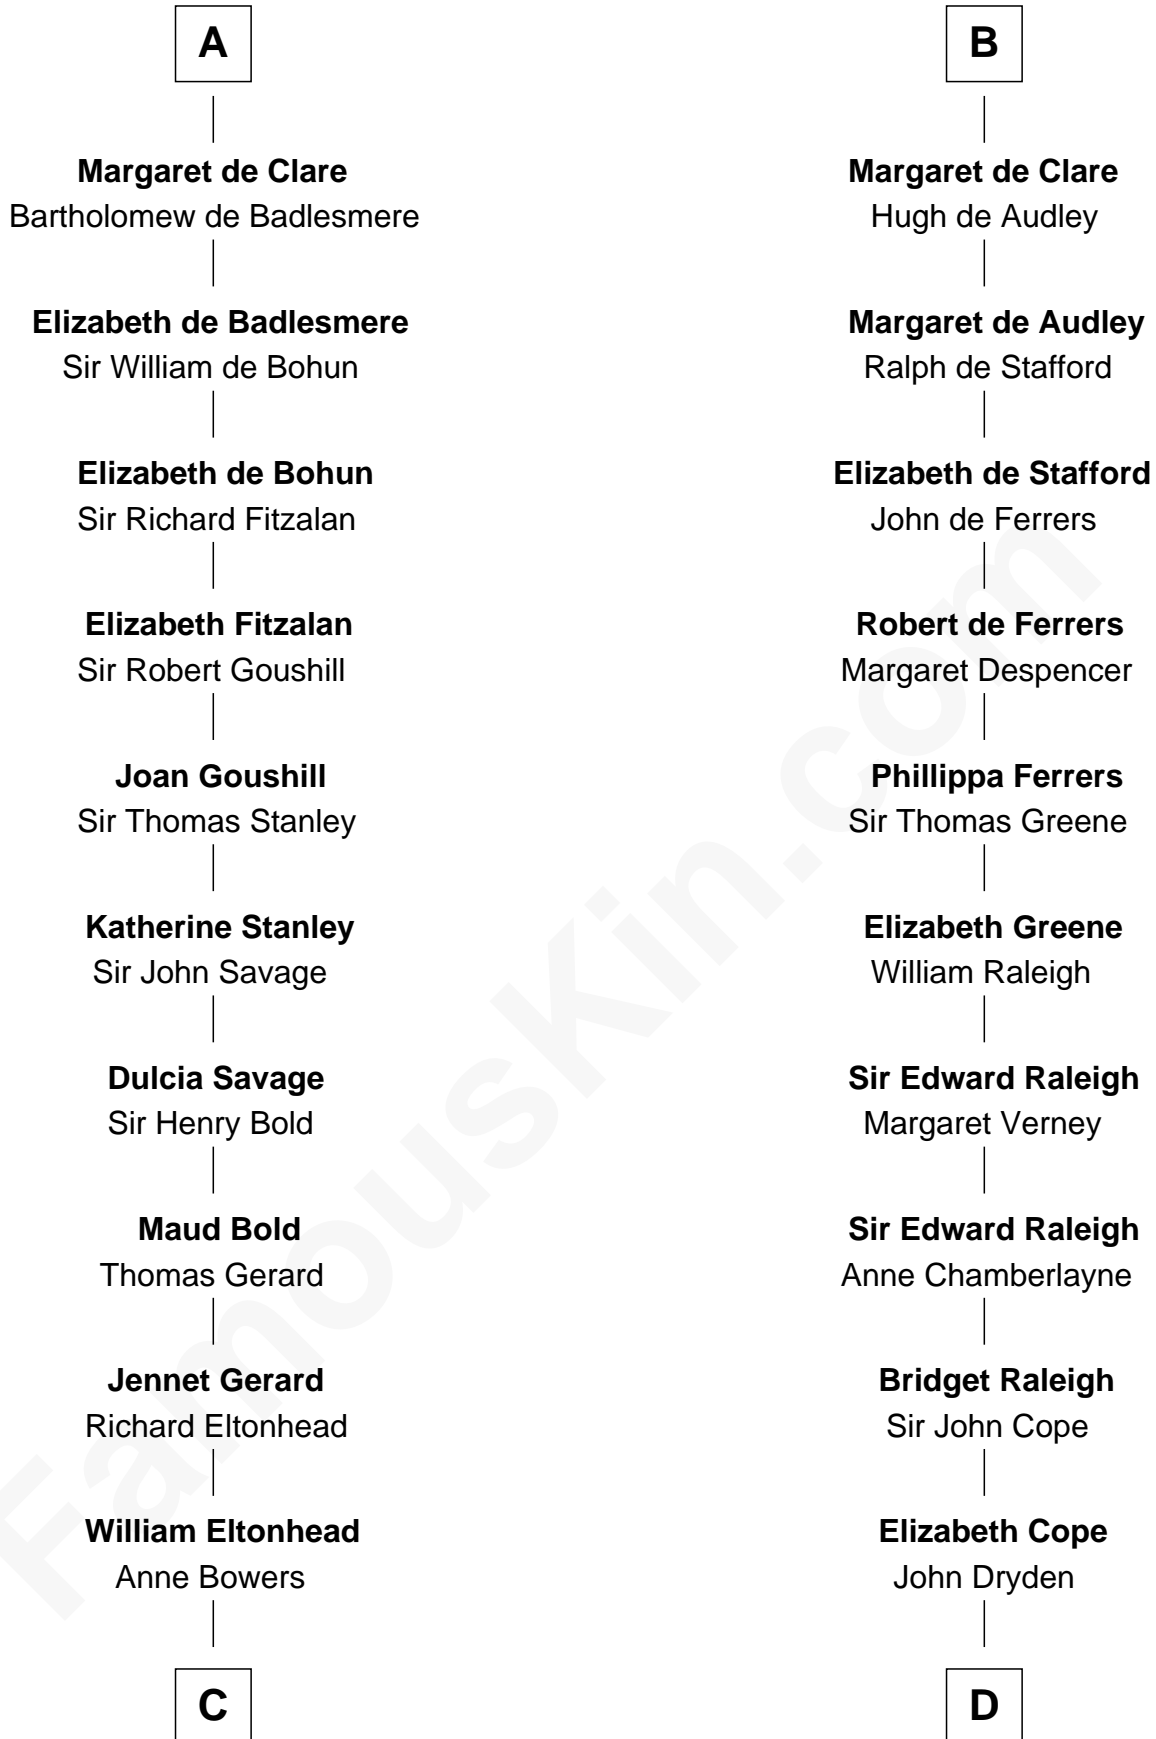 A
Margaret de Clare
Bartholomew de Badlesmere
Elizabeth de Badlesmere
Sir William de Bohun
Elizabeth de Bohun
Sir Richard Fitzalan
Elizabeth Fitzalan
Sir Robert Goushill
Joan Goushill
Sir Thomas Stanley
Katherine Stanley
Sir John Savage
Dulcia Savage
Sir Henry Bold
Maud Bold
Thomas Gerard
Jennet Gerard
Richard Eltonhead
William Eltonhead
Anne Bowers
C
B
Margaret de Clare
Hugh de Audley
Margaret de Audley
Ralph de Stafford
Elizabeth de Stafford
John de Ferrers
Robert de Ferrers
Margaret Despencer
Phillippa Ferrers
Sir Thomas Greene
Elizabeth Greene
William Raleigh
Sir Edward Raleigh
Margaret Verney
Sir Edward Raleigh
Anne Chamberlayne
Bridget Raleigh
Sir John Cope
Elizabeth Cope
John Dryden
D
FamousKin.com